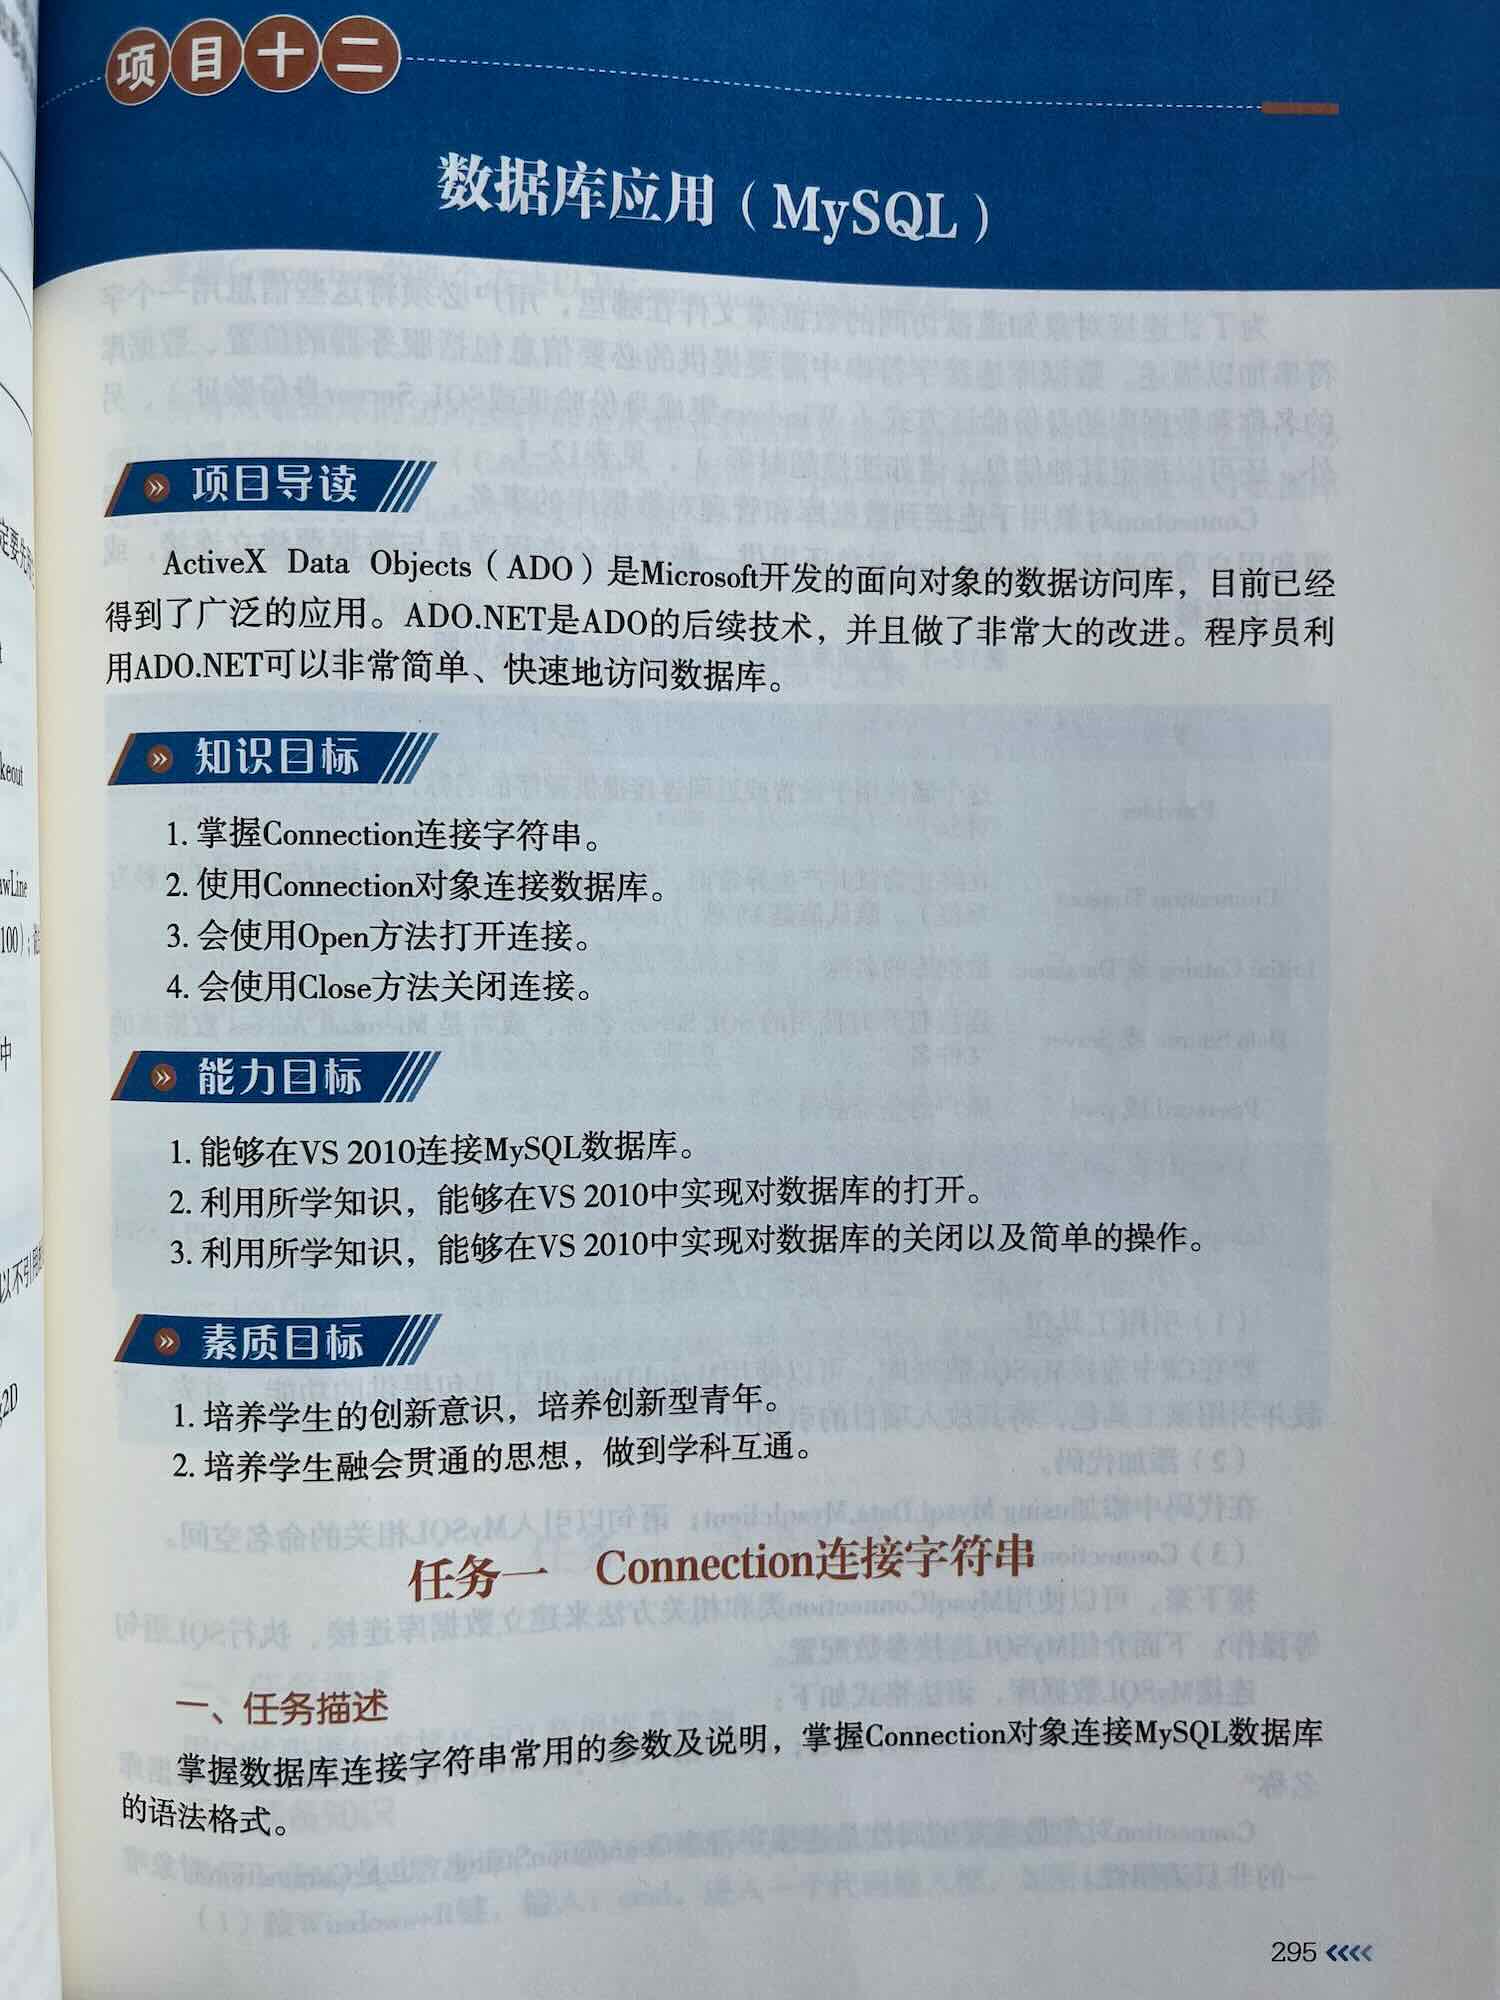 项目十二
数据库应用（MySQL）
项目导读
ActiveX Data Objects（ADO）是Microsoft开发的面向对象的数据访问库，目前已经
得到了广泛的应用。ADO.NET是ADO的后续技术，并且做了非常大的改进。程序员利
用ADO.NET可以非常简单、快速地访问数据库。
知识目标
1. 掌握Connection连接字符串。
2. 使用Connection对象连接数据库。
3. 会使用Open方法打开连接。
4. 会使用Close方法关闭连接。
能力目标
1. 能够在VS 2010连接MySQL数据库。
2. 利用所学知识，能够在VS 2010中实现对数据库的打开。
3. 利用所学知识，能够在VS 2010中实现对数据库的关闭以及简单的操作。
素质目标
1. 培养学生的创新意识，培养创新型青年。
2. 培养学生融会贯通的思想，做到学科互通。
任务一 Connection连接字符串
一、任务描述
掌握数据库连接字符串常用的参数及说明，掌握Connection对象连接MySQL数据库
的语法格式。
295